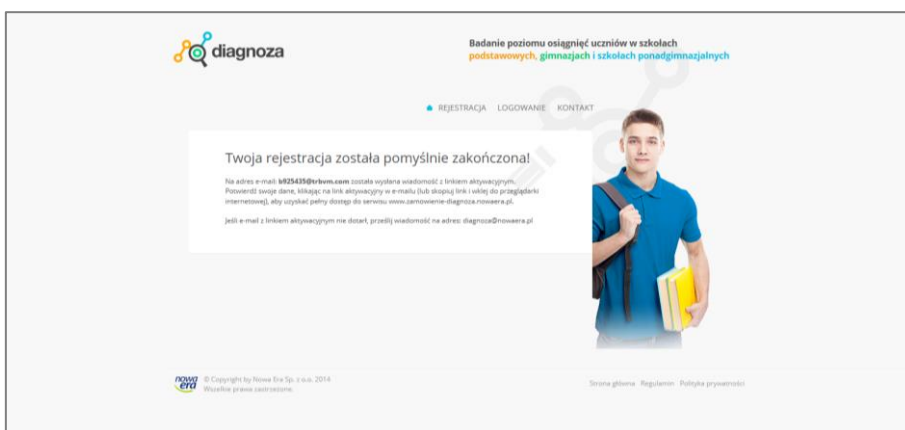 diagnoza
Badanie poziomu osiągnięć uczniów w szkołach
podstawowych, gimnazjach i szkołach ponadgimnazjalnych
REJESTRACJA LOGOWANIE KONTAKT
Twoja rejestracja została pomyślnie zakończona!
Na adres e-mail: b925435@trbvm.com została wysłana wiadomość z linkiem aktywacyjnym.
Potwierdź swoje dane, klikając na link aktywacyjny w e-mailu (lub skopiuj link i wklej do przeglądarki
internetowej), aby uzyskać pełny dostęp do serwisu www.zamowienie-diagnoza.nowaera.pl.
Jeśli e-mail z linkiem aktywacyjnym nie dotarł, prześlij wiadomość na adres: diagnoza@nowaera.pl
nowa
era
© Copyright by Nowa Era Sp. z o.o. 2014
Wszelkie prawa zastrzeżone.
Strona główna Regulamin Polityka prywatności